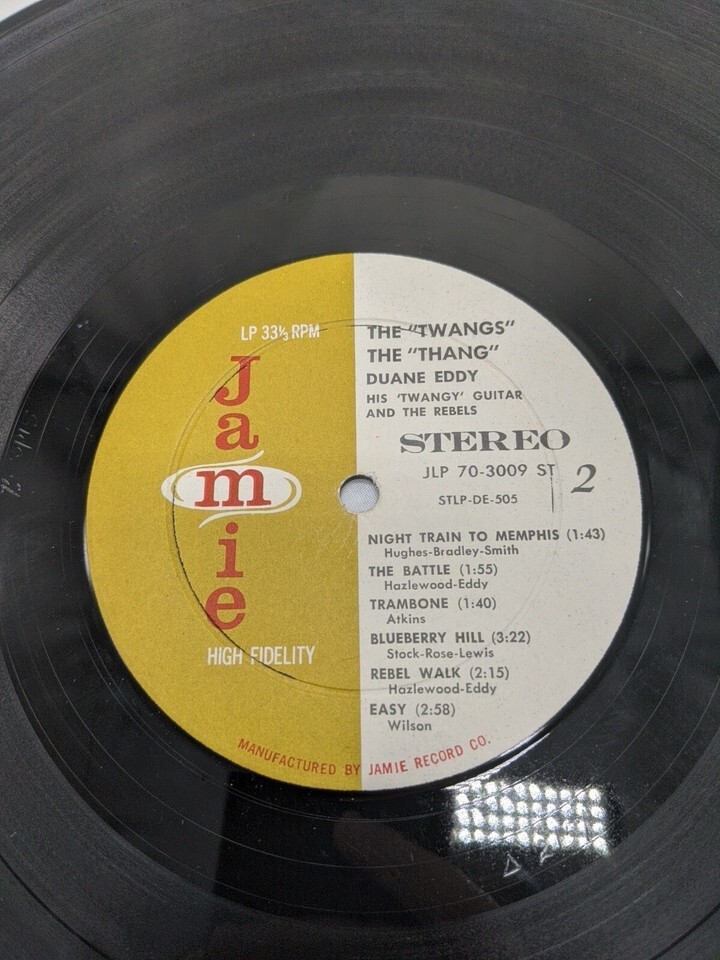 LP 33⅓ RPM
Jamie
HIGH FIDELITY
THE "TWANGS"
THE "THANG"
DUANE EDDY
HIS 'TWANGY' GUITAR
AND THE REBELS
STEREO
JLP 70-3009 ST
2
STLP-DE-505
NIGHT TRAIN TO MEMPHIS (1:43)
Hughes-Bradley-Smith
THE BATTLE (1:55)
Hazlewood-Eddy
TRAMBONE (1:40)
Atkins
BLUEBERRY HILL (3:22)
Stock-Rose-Lewis
REBEL WALK (2:15)
Hazlewood-Eddy
EASY (2:58)
Wilson
MANUFACTURED BY JAMIE RECORD CO.